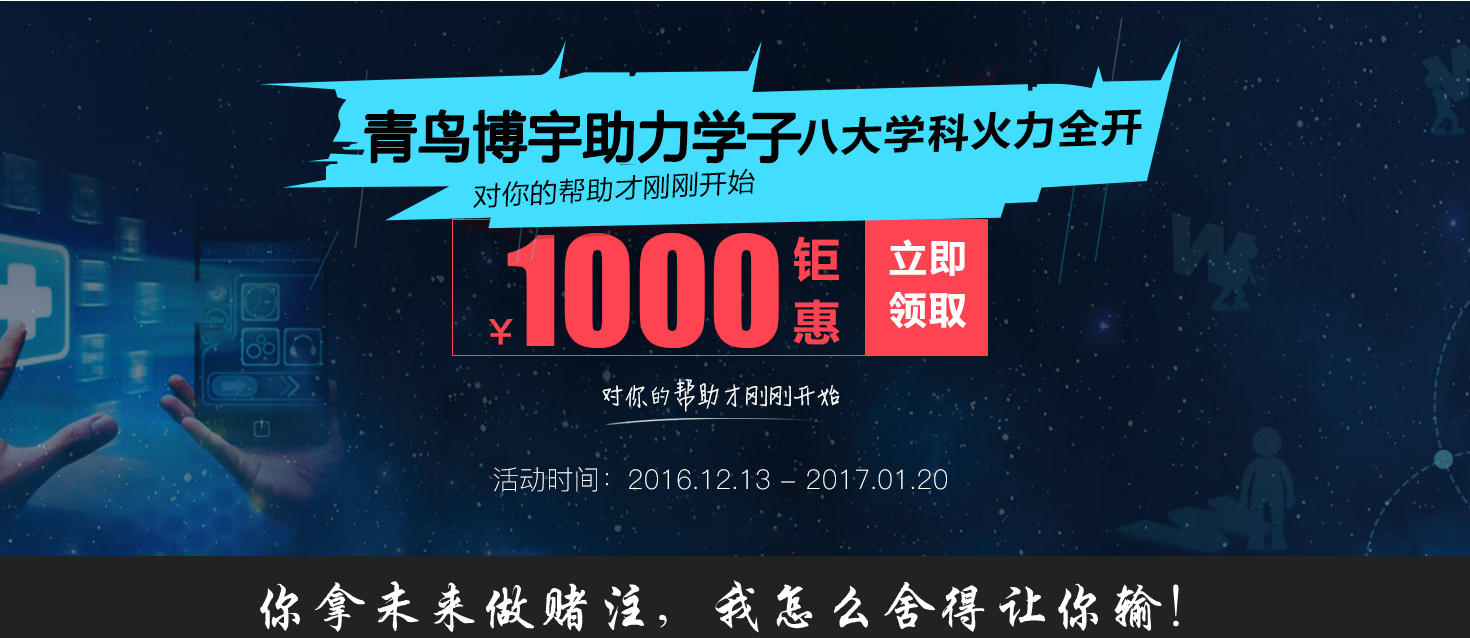 青鸟博宇助力学子八大学科火力全开
对你的帮助才刚刚开始
¥1000钜惠
立即领取
对你的帮助才刚刚开始
活动时间：2016.12.13 – 2017.01.20
你拿未来做赌注，我怎么舍得让你输！